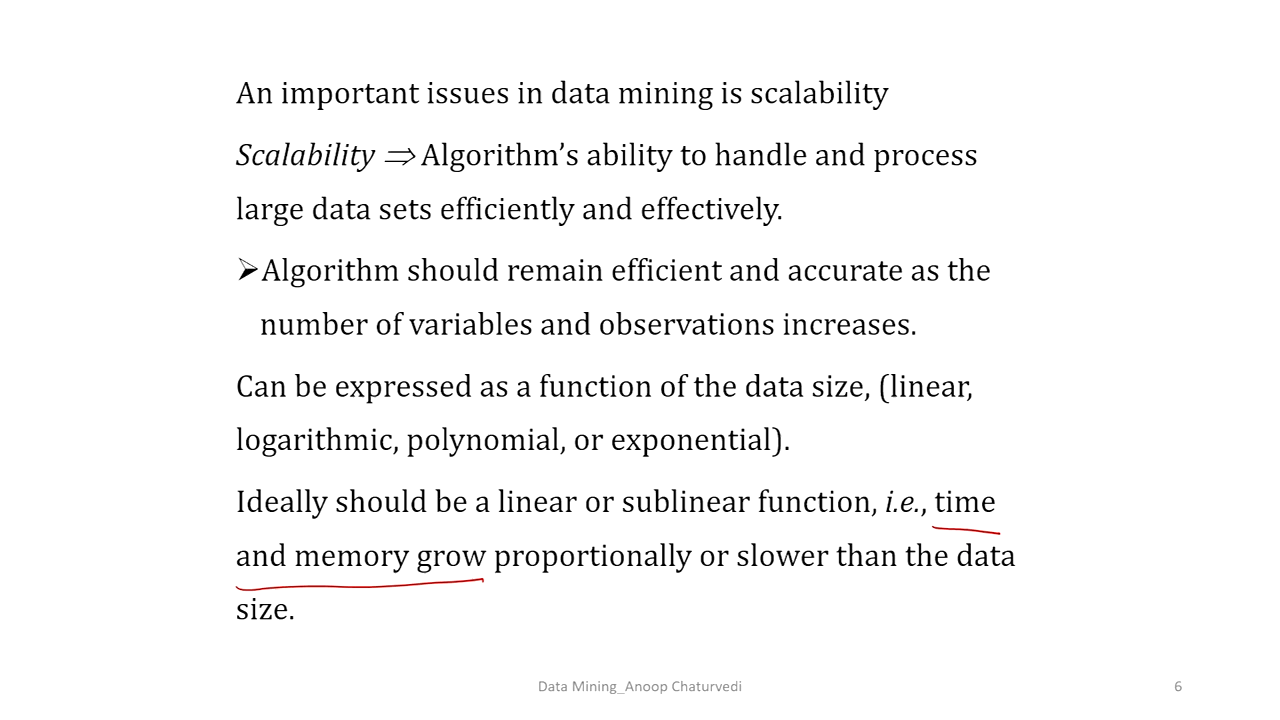 An important issues in data mining is scalability
Scalability ⇒ Algorithm’s ability to handle and process
large data sets efficiently and effectively.
➢Algorithm should remain efficient and accurate as the
number of variables and observations increases.
Can be expressed as a function of the data size, (linear,
logarithmic, polynomial, or exponential).
Ideally should be a linear or sublinear function, i.e., time
and memory grow proportionally or slower than the data
size.
Data Mining_Anoop Chaturvedi
6